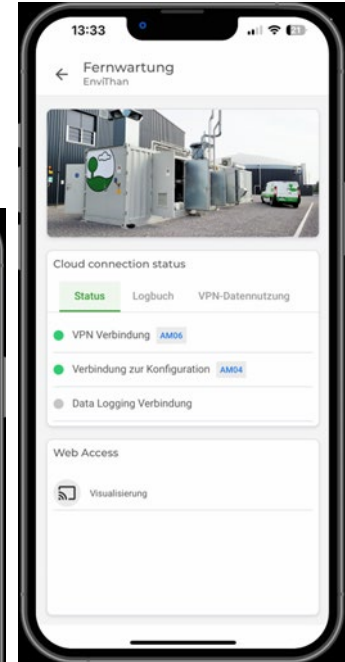 13:33
21
Fernwartung
EnviThan
Cloud connection status
Status Logbuch VPN-Datennutzung
VPN Verbindung AM06
Verbindung zur Konfiguration AM04
Data Logging Verbindung
Web Access
Visualisierung